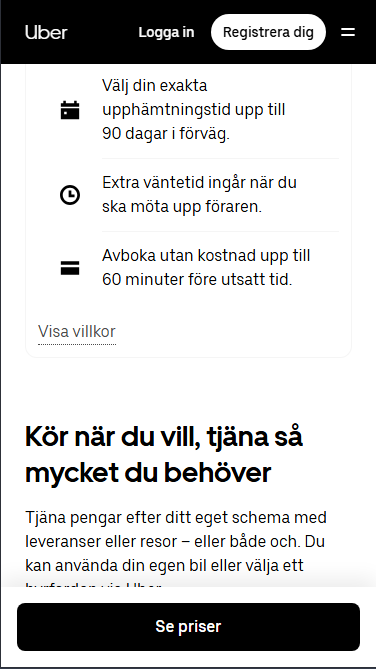 Uber
Logga in
Registrera dig
Välj din exakta
upphämtningstid upp till
90 dagar i förväg.
Extra väntetid ingår när du
ska möta upp föraren.
Avboka utan kostnad upp till
60 minuter före utsatt tid.
Visa villkor
Kör när du vill, tjäna så
mycket du behöver
Tjäna pengar efter ditt eget schema med
leveranser eller resor – eller både och. Du
kan använda din egen bil eller välja ett
Se priser